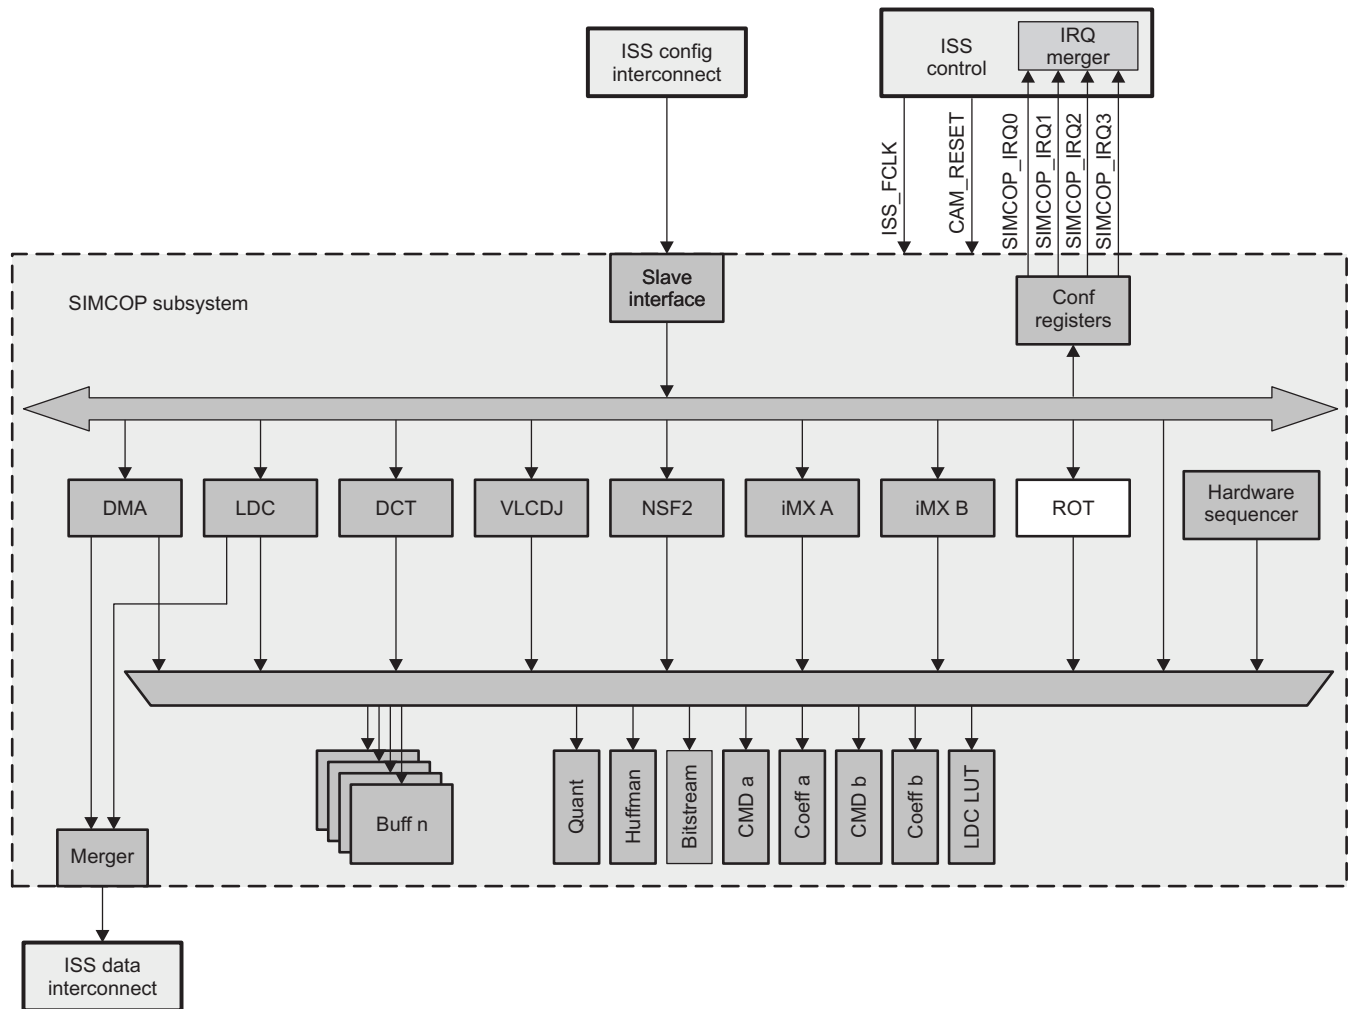 ISS config
interconnect
ISS
control
IRQ
merger
ISS_FCLK
CAM_RESET
SIMCOP_IRQ0
SIMCOP_IRQ1
SIMCOP_IRQ2
SIMCOP_IRQ3
SIMCOP subsystem
Slave
interface
Conf
registers
DMA
LDC
DCT
VLCDJ
NSF2
iMX A
iMX B
ROT
Hardware
sequencer
Buff n
Quant
Huffman
Bitstream
CMD a
Coeff a
CMD b
Coeff b
LDC LUT
Merger
ISS data
interconnect